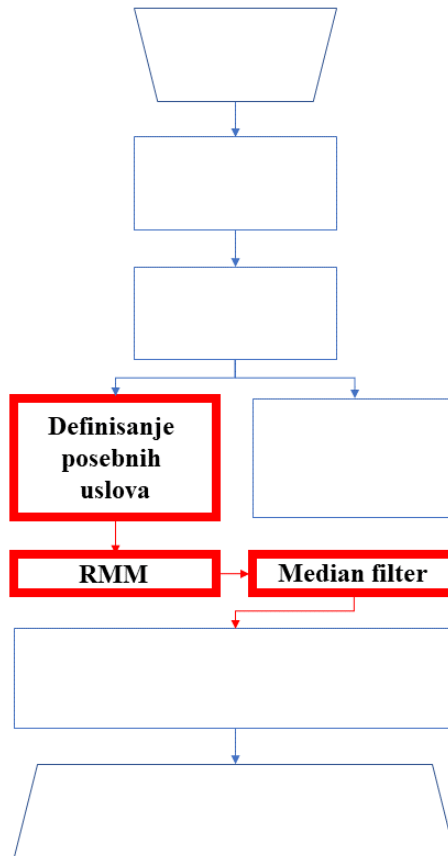 Definisanje
posebnih
uslova
RMM
Median filter